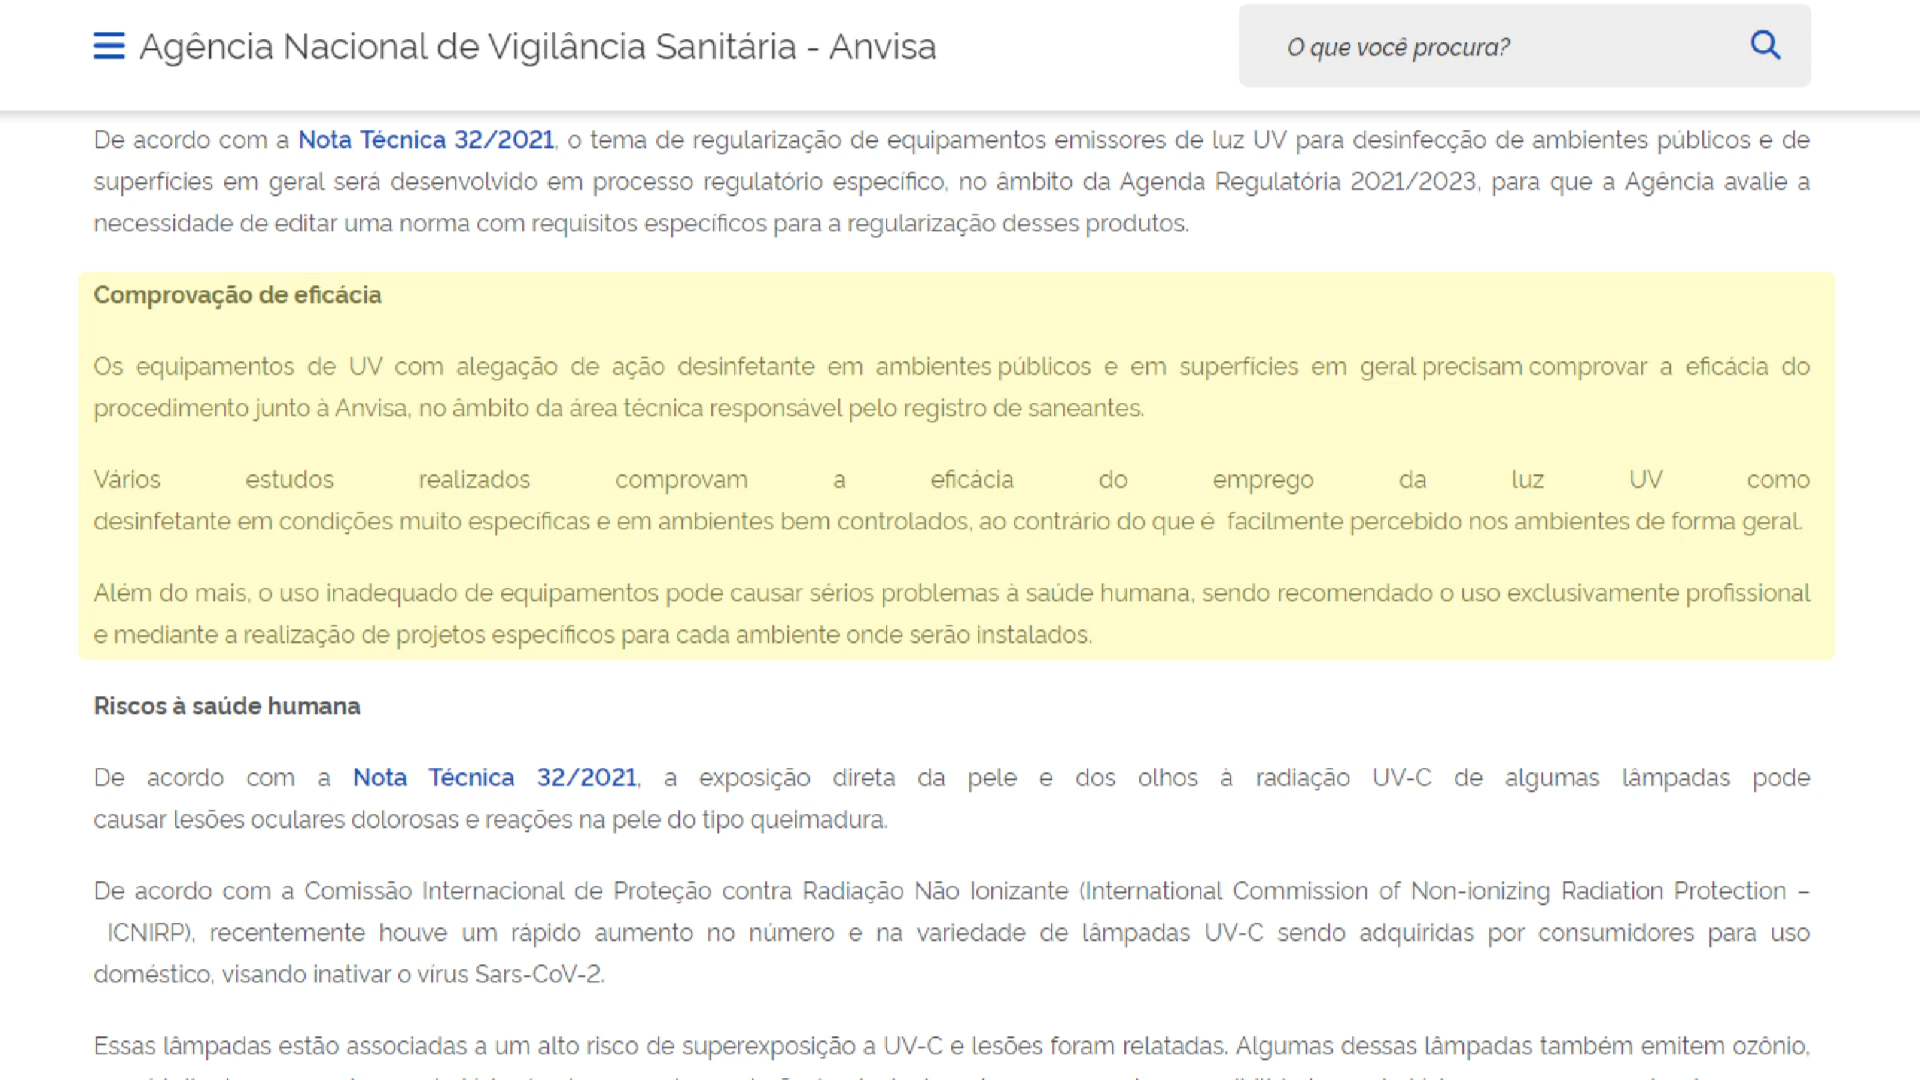 Agência Nacional de Vigilância Sanitária - Anvisa
O que você procura?
De acordo com a Nota Técnica 32/2021, o tema de regularização de equipamentos emissores de luz UV para desinfecção de ambientes públicos e de
superfícies em geral será desenvolvido em processo regulatório específico, no âmbito da Agenda Regulatória 2021/2023, para que a Agência avalie a
necessidade de editar uma norma com requisitos específicos para a regularização desses produtos.
Comprovação de eficácia
Os equipamentos de UV com alegação de ação desinfetante em ambientes públicos e em superfícies em geral precisam comprovar a eficácia do
procedimento junto à Anvisa, no âmbito da área técnica responsável pelo registro de saneantes.
Vários estudos realizados comprovam a eficácia do emprego da luz UV como
desinfetante em condições muito específicas e em ambientes bem controlados, ao contrário do que é facilmente percebido nos ambientes de forma geral.
Além do mais, o uso inadequado de equipamentos pode causar sérios problemas à saúde humana, sendo recomendado o uso exclusivamente profissional
e mediante a realização de projetos específicos para cada ambiente onde serão instalados.
Riscos à saúde humana
De acordo com a Nota Técnica 32/2021, a exposição direta da pele e dos olhos à radiação UV-C de algumas lâmpadas pode
causar lesões oculares dolorosas e reações na pele do tipo queimadura.
De acordo com a Comissão Internacional de Proteção contra Radiação Não Ionizante (International Commission of Non-ionizing Radiation Protection –
ICNIRP), recentemente houve um rápido aumento no número e na variedade de lâmpadas UV-C sendo adquiridas por consumidores para uso
doméstico, visando inativar o vírus Sars-CoV-2.
Essas lâmpadas estão associadas a um alto risco de superexposição a UV-C e lesões foram relatadas. Algumas dessas lâmpadas também emitem ozônio,